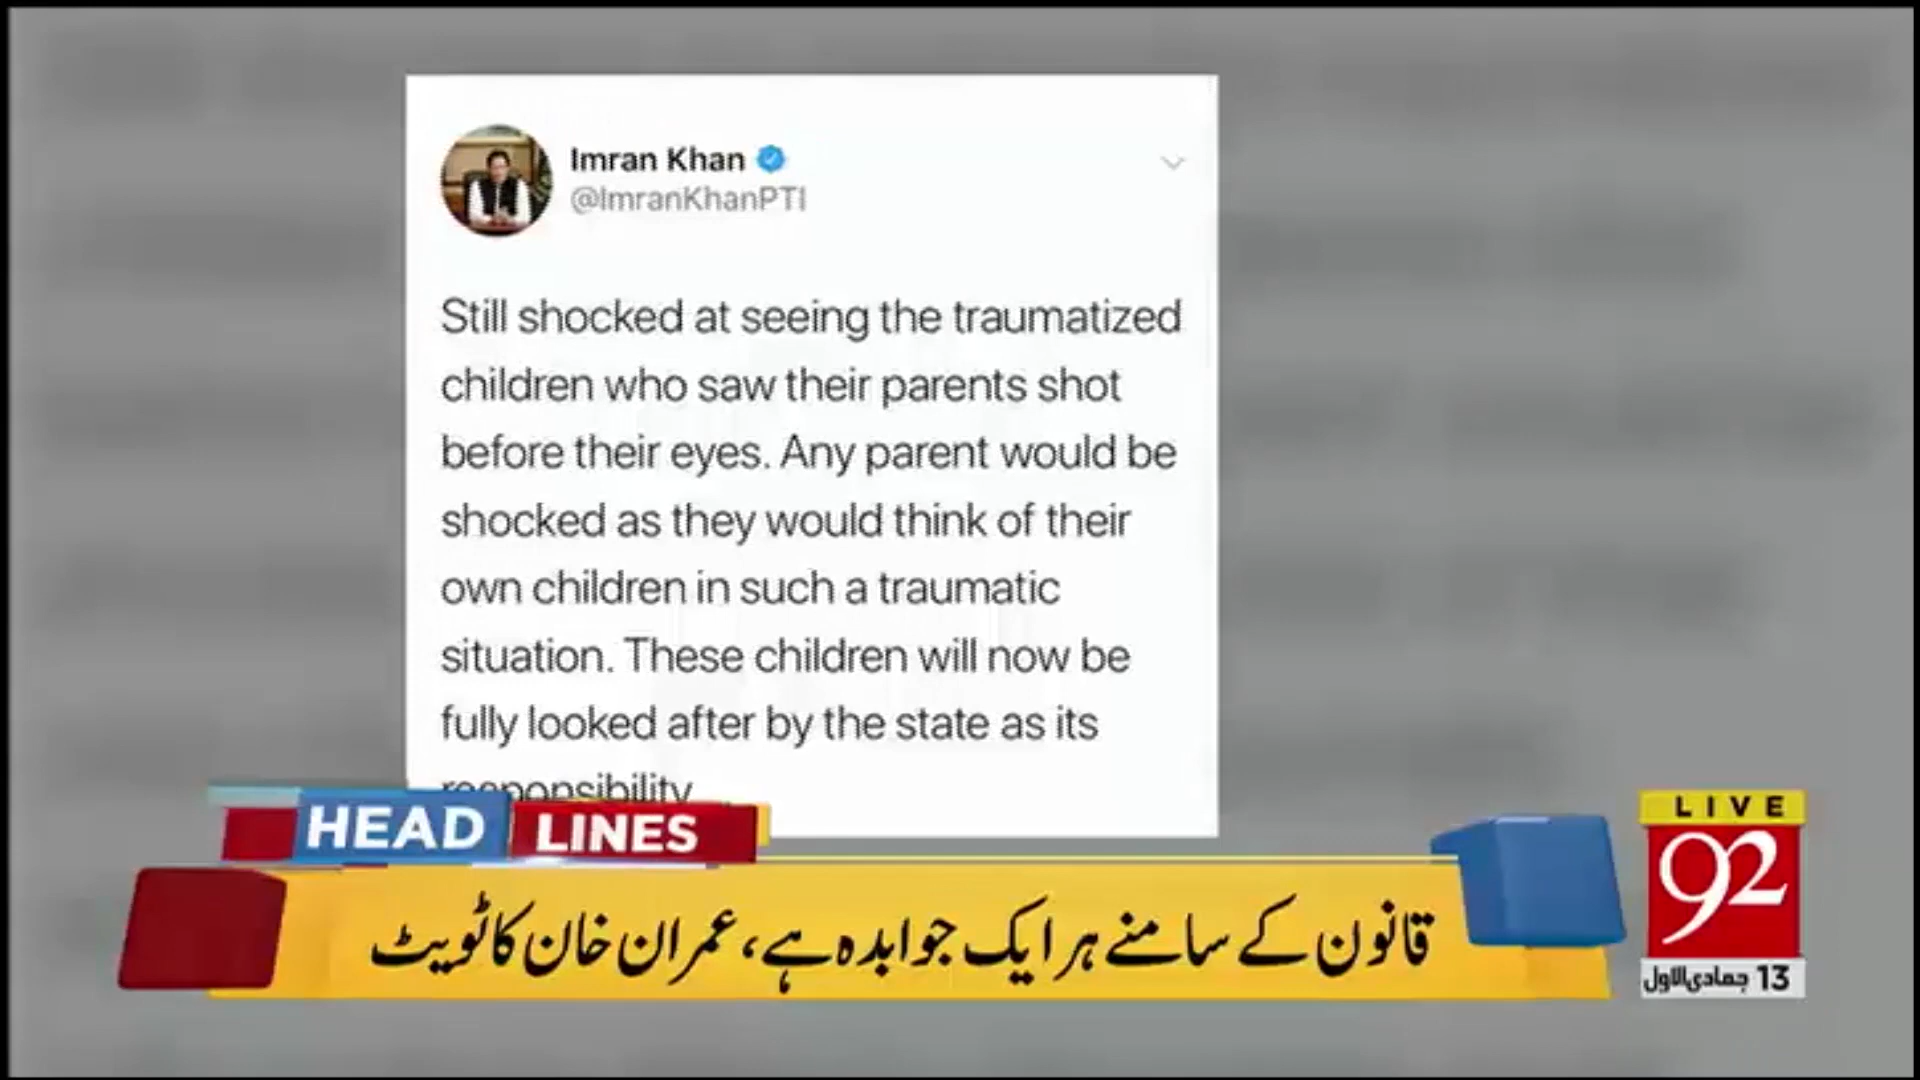 Imran Khan
@ImranKhanPTI
Still shocked at seeing the traumatized
children who saw their parents shot
before their eyes. Any parent would be
shocked as they would think of their
own children in such a traumatic
situation. These children will now be
fully looked after by the state as its
responsibility
HEAD LINES
قانون کے سامنے ہر ایک جوابدہ ہے، عمران خان کا ٹویٹ
LIVE
92
13 جمادی الاول